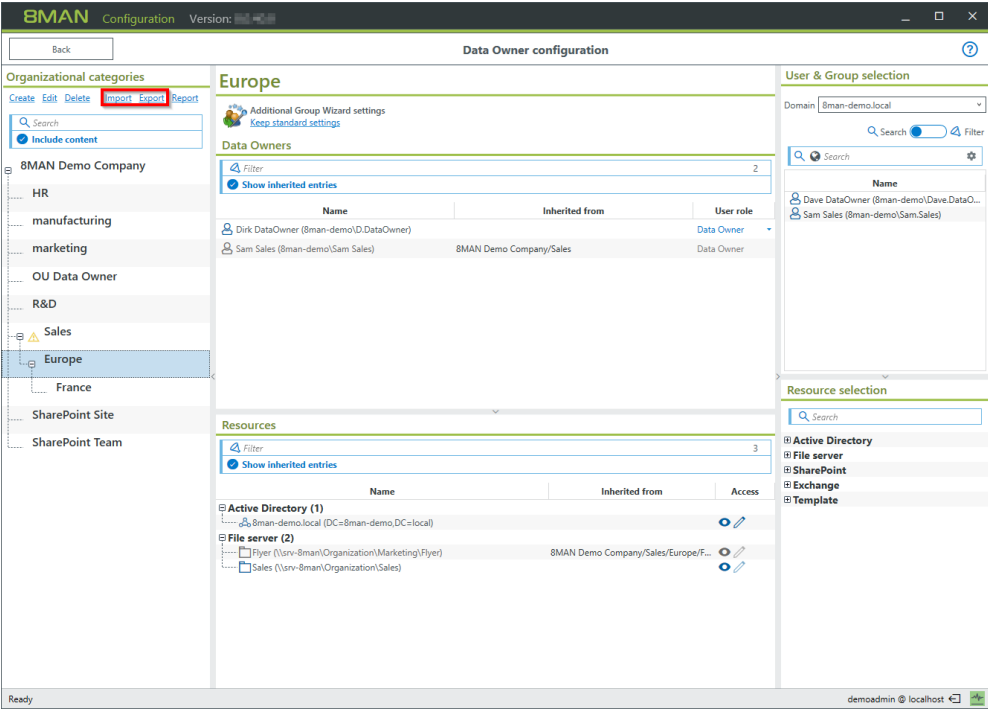 8MAN Configuration Version:
Back
Data Owner configuration
Organizational categories
Create Edit Delete Import Export Report
Search
Include content
8MAN Demo Company
HR
manufacturing
marketing
OU Data Owner
R&D
Sales
Europe
France
SharePoint Site
SharePoint Team
Europe
Additional Group Wizard settings
Keep standard settings
Data Owners
Filter 2
Show inherited entries
Name Inherited from User role
Dirk DataOwner (8man-demo\D.DataOwner) Data Owner
Sam Sales (8man-demo\Sam Sales) 8MAN Demo Company/Sales Data Owner
Resources
Filter 3
Show inherited entries
Name Inherited from Access
Active Directory (1)
8man-demo.local (DC=8man-demo,DC=local)
File server (2)
Flyer (\\srv-8man\Organization\Marketing\Flyer) 8MAN Demo Company/Sales/Europe/F...
Sales (\\srv-8man\Organization\Sales)
User & Group selection
Domain 8man-demo.local
Search Filter
Search
Name
Dave DataOwner (8man-demo\Dave.DataO...
Sam Sales (8man-demo\Sam.Sales)
Resource selection
Search
Active Directory
File server
SharePoint
Exchange
Template
Ready
demoadmin @ localhost